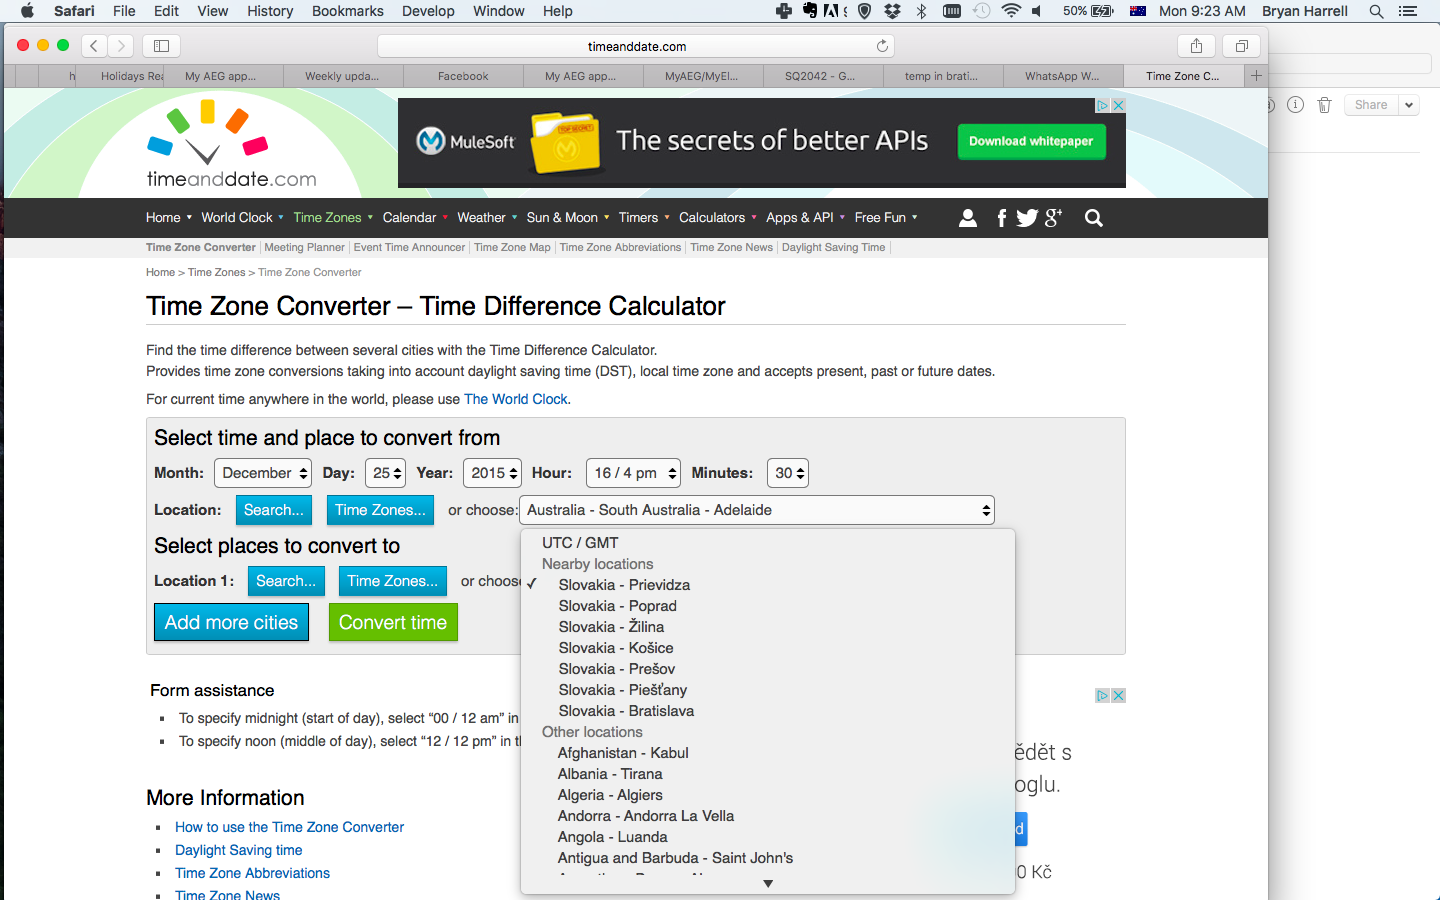 Safari File Edit View History Bookmarks Develop Window Help 50% Mon 9:23 AM Bryan Harrell
timeanddate.com
h Holidays Rea My AEG app... Weekly upda... Facebook My AEG app... MyAEG/MyEl... SQ2042 - G... temp in brati... WhatsApp W... Time Zone C...
Share
timeanddate.com
MuleSoft TOP SECRET The secrets of better APIs Download whitepaper
Home World Clock Time Zones Calendar Weather Sun & Moon Timers Calculators Apps & API Free Fun
Time Zone Converter Meeting Planner Event Time Announcer Time Zone Map Time Zone Abbreviations Time Zone News Daylight Saving Time
Home > Time Zones > Time Zone Converter
Time Zone Converter – Time Difference Calculator
Find the time difference between several cities with the Time Difference Calculator.
Provides time zone conversions taking into account daylight saving time (DST), local time zone and accepts present, past or future dates.
For current time anywhere in the world, please use The World Clock.
Select time and place to convert from
Month: December Day: 25 Year: 2015 Hour: 16 / 4 pm Minutes: 30
Location: Search... Time Zones... or choose: Australia - South Australia - Adelaide
Select places to convert to
Location 1: Search... Time Zones... or choose
Add more cities Convert time
UTC / GMT
Nearby locations
✓ Slovakia - Prievidza
Slovakia - Poprad
Slovakia - Žilina
Slovakia - Košice
Slovakia - Prešov
Slovakia - Piešťany
Slovakia - Bratislava
Other locations
Afghanistan - Kabul
Albania - Tirana
Algeria - Algiers
Andorra - Andorra La Vella
Angola - Luanda
Antigua and Barbuda - Saint John's
Form assistance
To specify midnight (start of day), select “00 / 12 am” in
To specify noon (middle of day), select “12 / 12 pm” in th
More Information
How to use the Time Zone Converter
Daylight Saving time
Time Zone Abbreviations
Time Zone News
ědět s
oglu.
d
0 Kč